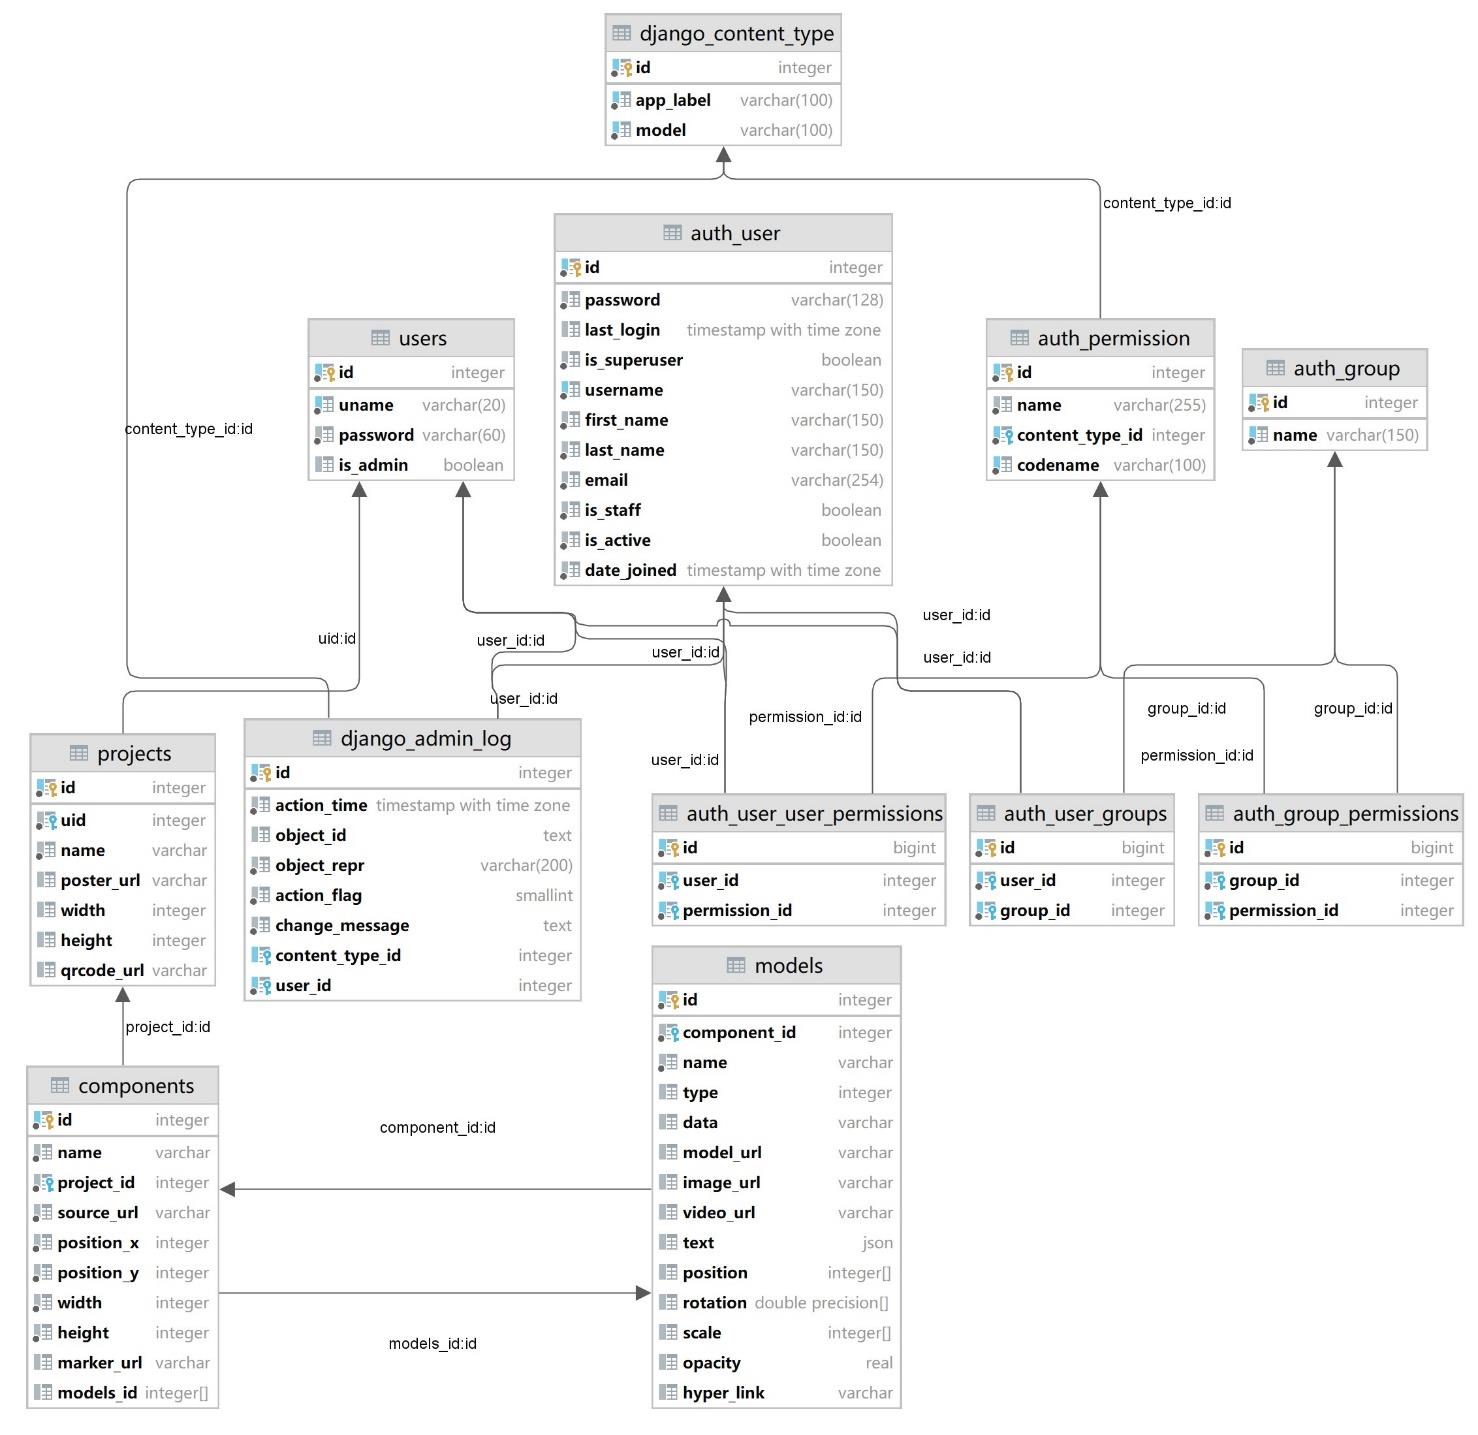 django_content_type
id integer
app_label varchar(100)
model varchar(100)
content_type_id:id
auth_user
id integer
password varchar(128)
last_login timestamp with time zone
is_superuser boolean
username varchar(150)
first_name varchar(150)
last_name varchar(150)
email varchar(254)
is_staff boolean
is_active boolean
date_joined timestamp with time zone
users
id integer
uname varchar(20)
password varchar(60)
is_admin boolean
auth_permission
id integer
name varchar(255)
content_type_id integer
codename varchar(100)
auth_group
id integer
name varchar(150)
content_type_id:id
uid:id
user_id:id
user_id:id
user_id:id
user_id:id
user_id:id
user_id:id
permission_id:id
group_id:id
group_id:id
permission_id:id
projects
id integer
uid integer
name varchar
poster_url varchar
width integer
height integer
qrcode_url varchar
django_admin_log
id integer
action_time timestamp with time zone
object_id text
object_repr varchar(200)
action_flag smallint
change_message text
content_type_id integer
user_id integer
auth_user_user_permissions
id bigint
user_id integer
permission_id integer
auth_user_groups
id bigint
user_id integer
group_id integer
auth_group_permissions
id bigint
group_id integer
permission_id integer
project_id:id
components
id integer
name varchar
project_id integer
source_url varchar
position_x integer
position_y integer
width integer
height integer
marker_url varchar
models_id integer[]
component_id:id
models_id:id
models
id integer
component_id integer
name varchar
type integer
data varchar
model_url varchar
image_url varchar
video_url varchar
text json
position integer[]
rotation double precision[]
scale integer[]
opacity real
hyper_link varchar